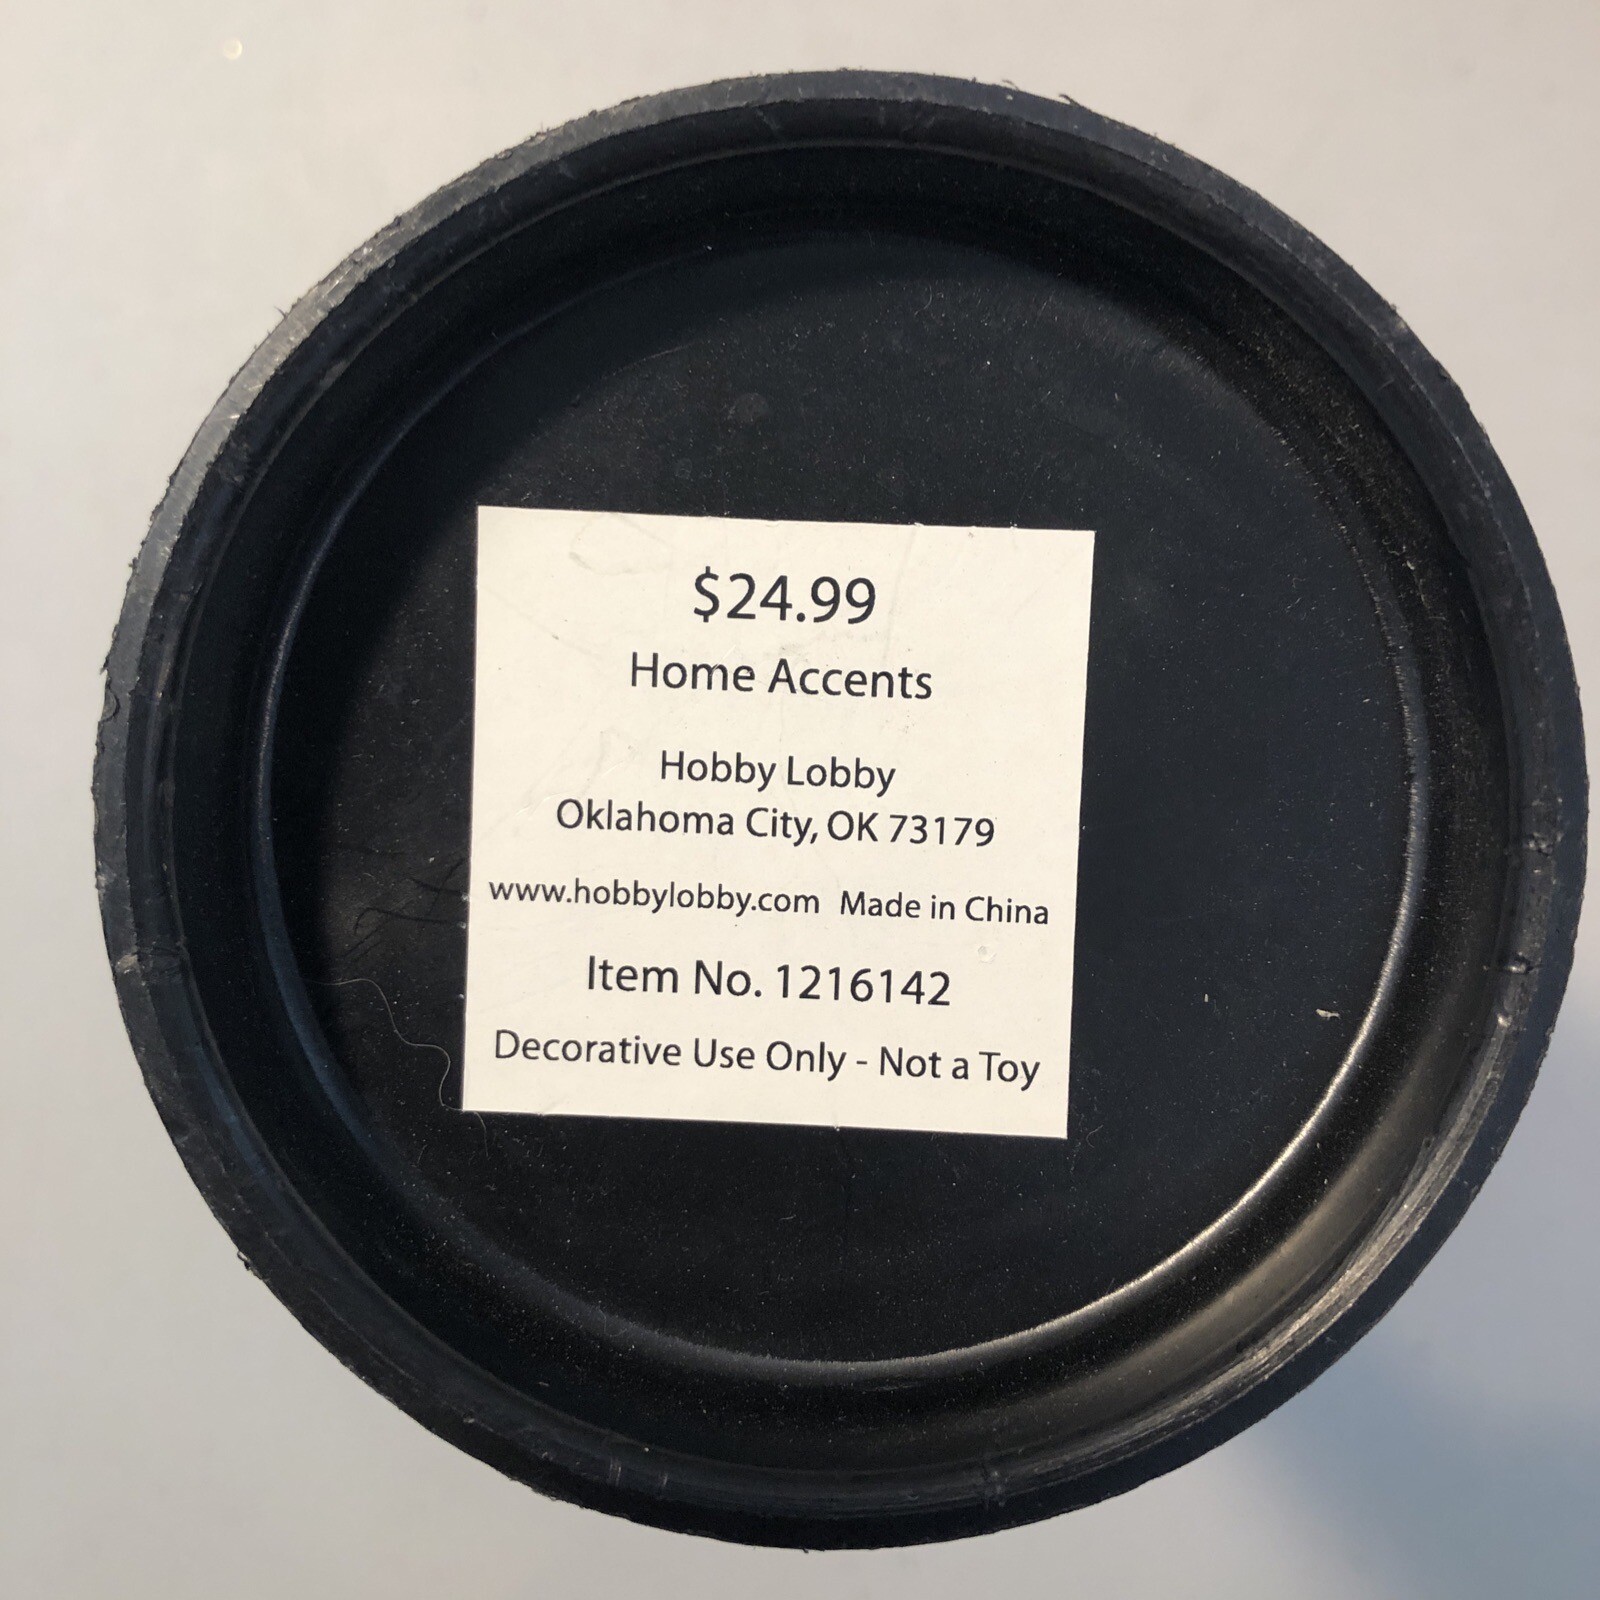 $24.99
Home Accents
Hobby Lobby
Oklahoma City, OK 73179
www.hobbylobby.com Made in China
Item No. 1216142
Decorative Use Only - Not a Toy